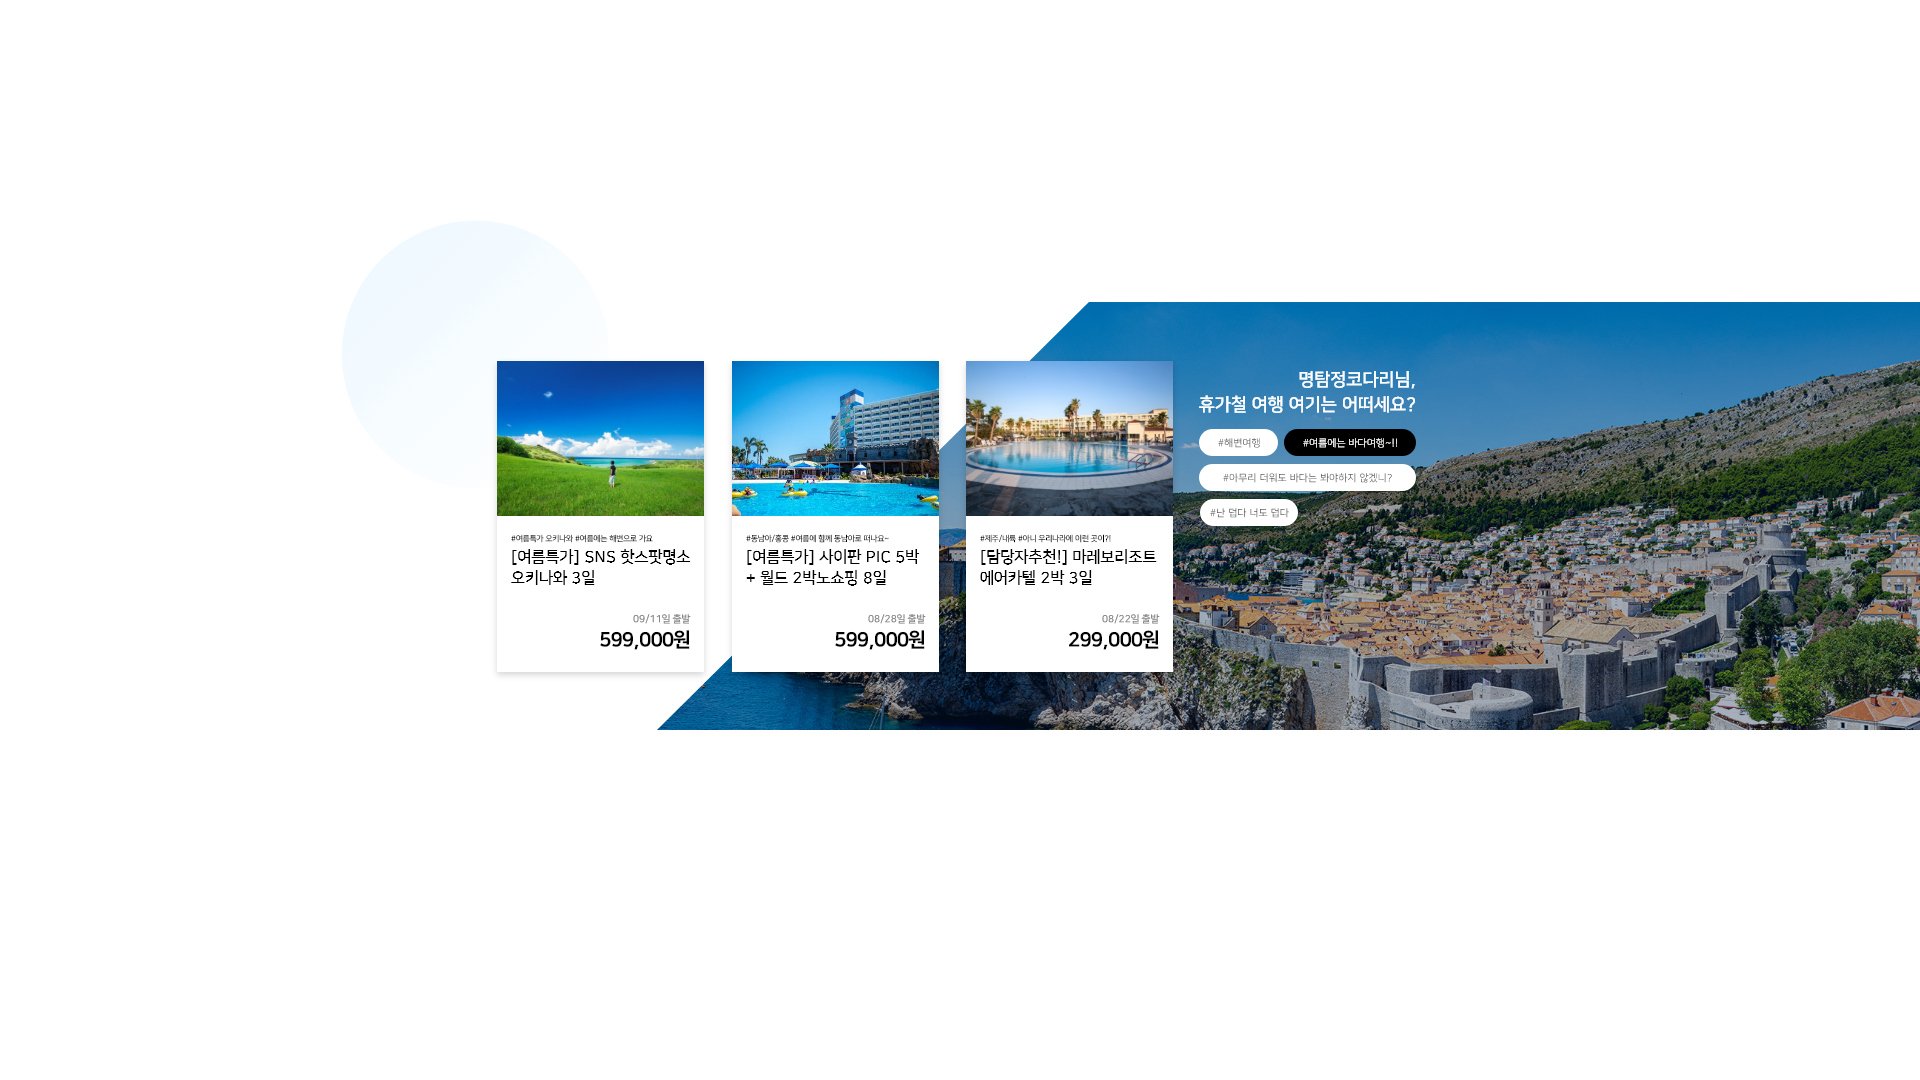 명탐정코다리님,
휴가철 여행 여기는 어떠세요?
#해변여행
#여름에는 바다여행~!!
#아무리 더워도 바다는 봐야하지 않겠니?
#난 덥다 너도 덥다
#여름특가 오키나와 #여름에는 해변으로 가요
[여름특가] SNS 핫스팟명소
오키나와 3일
09/11일 출발
599,000원
#동남아/홍콩 #여름에 함께 동남아로 떠나요~
[여름특가] 사이판 PIC 5박
+ 월드 2박노쇼핑 8일
08/28일 출발
599,000원
#제주/내륙 #아니 우리나라에 이런 곳이?!
[담당자추천!] 마레보리조트
에어카텔 2박 3일
08/22일 출발
299,000원